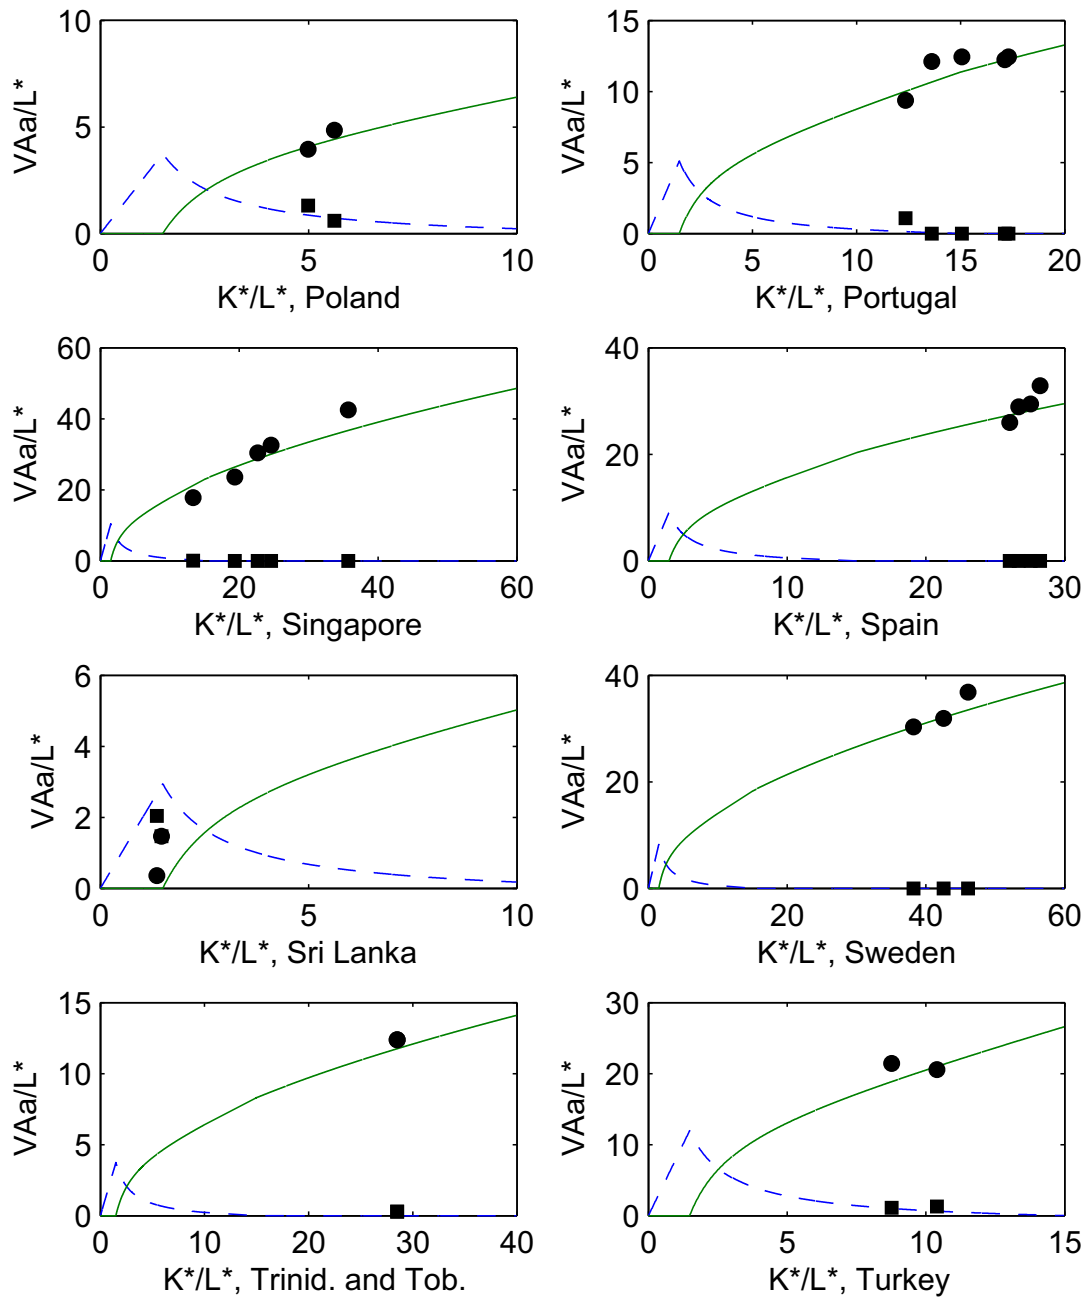 10
5
0
VAa/L*
0 5 10
K*/L*, Poland
15
10
5
0
VAa/L*
0 5 10 15 20
K*/L*, Portugal
60
40
20
0
VAa/L*
0 20 40 60
K*/L*, Singapore
40
20
0
VAa/L*
0 10 20 30
K*/L*, Spain
6
4
2
0
VAa/L*
0 5 10
K*/L*, Sri Lanka
40
20
0
VAa/L*
0 20 40 60
K*/L*, Sweden
15
10
5
0
VAa/L*
0 10 20 30 40
K*/L*, Trinid. and Tob.
30
20
10
0
VAa/L*
0 5 10 15
K*/L*, Turkey